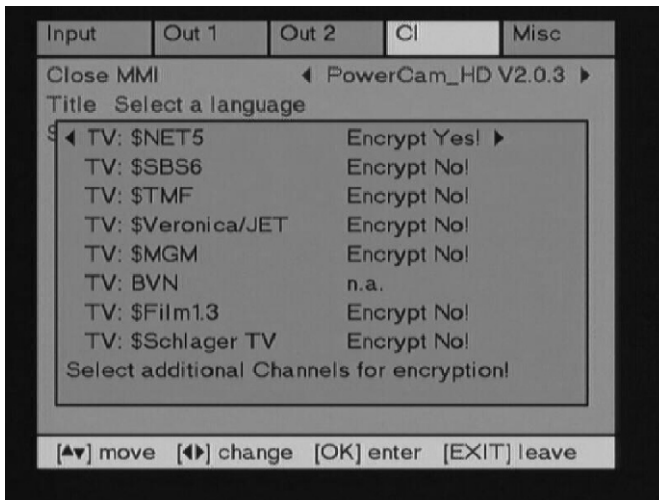 Input Out 1 Out 2 CI Misc
Close MMI ◀ PowerCam_HD V2.0.3 ▶
Title Select a language
S
◀ TV: $NET5 Encrypt Yes! ▶
TV: $SBS6 Encrypt No!
TV: $TMF Encrypt No!
TV: $Veronica/JET Encrypt No!
TV: $MGM Encrypt No!
TV: BVN n.a.
TV: $Film1.3 Encrypt No!
TV: $Schlager TV Encrypt No!
Select additional Channels for encryption!
[▲▼] move [◀▶] change [OK] enter [EXIT] leave